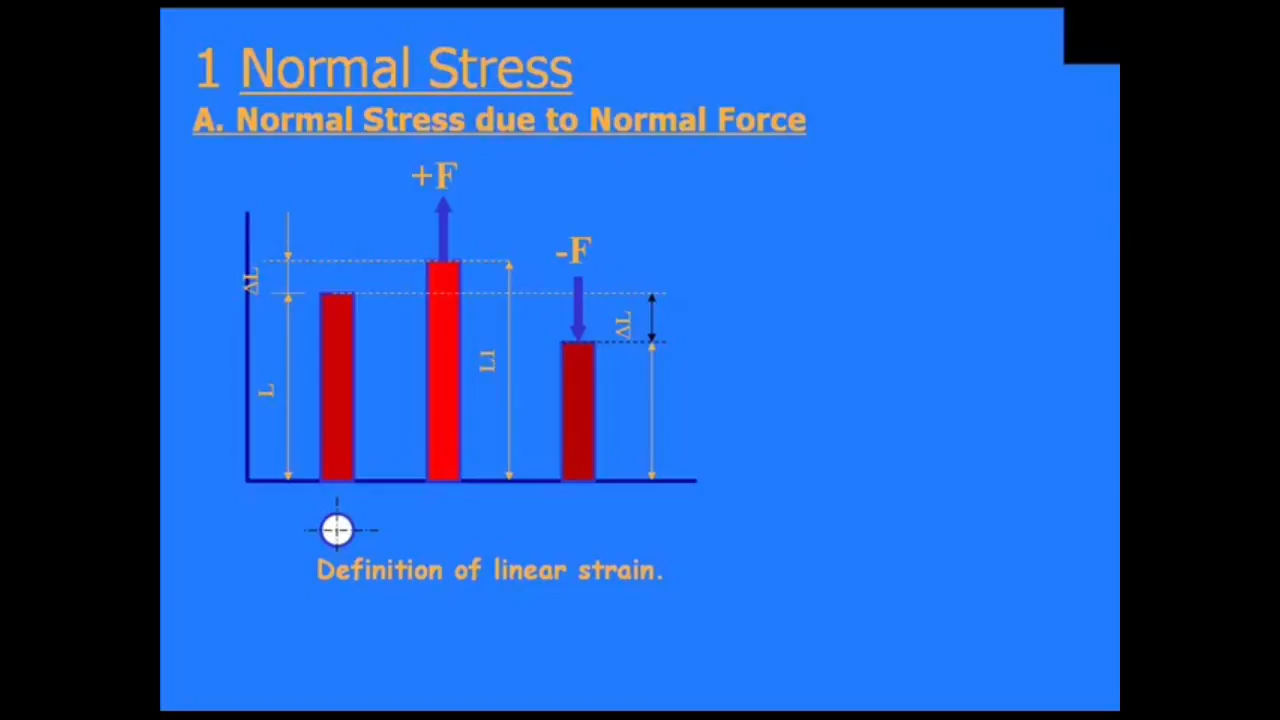 1 Normal Stress
A. Normal Stress due to Normal Force
+F
-F
ΔL
ΔL
L1
L
Definition of linear strain.